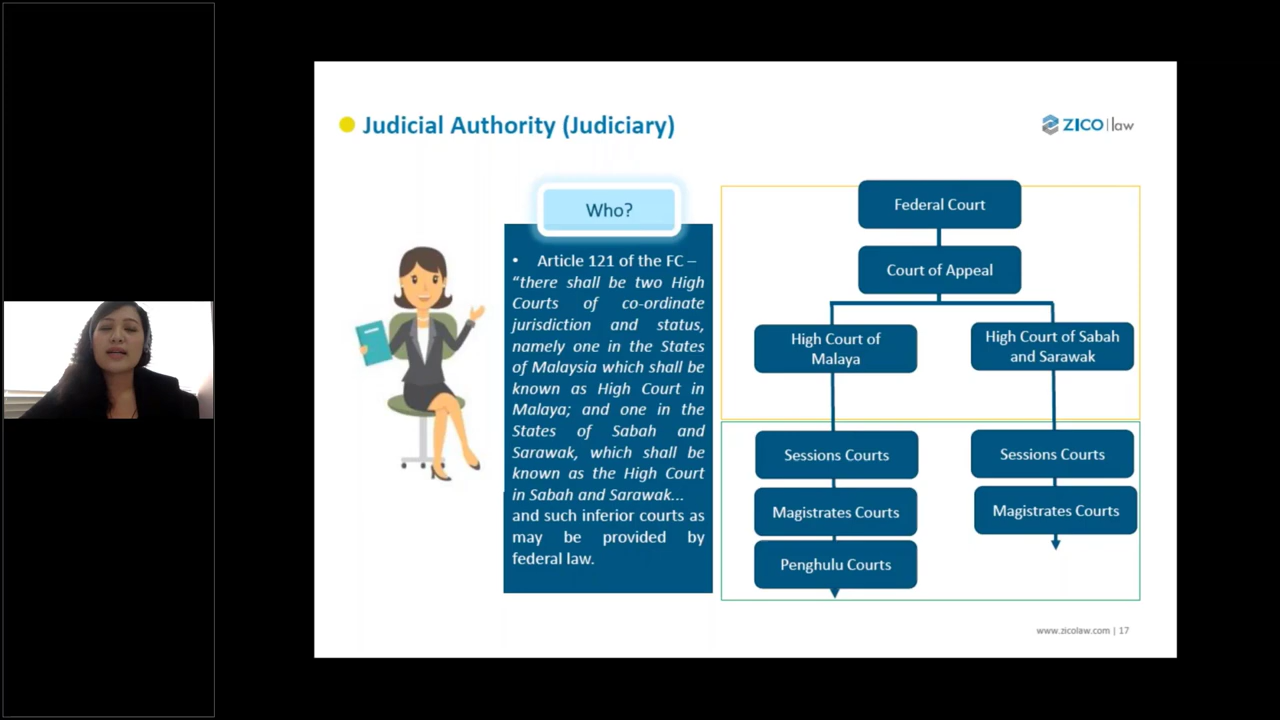 Judicial Authority (Judiciary)
ZICO|law
Who?
• Article 121 of the FC –
“there shall be two High
Courts of co-ordinate
jurisdiction and status,
namely one in the States
of Malaysia which shall be
known as High Court in
Malaya; and one in the
States of Sabah and
Sarawak, which shall be
known as the High Court
in Sabah and Sarawak...
and such inferior courts as
may be provided by
federal law.
Federal Court
Court of Appeal
High Court of
Malaya
High Court of Sabah
and Sarawak
Sessions Courts
Sessions Courts
Magistrates Courts
Magistrates Courts
Penghulu Courts
www.zicolaw.com | 17